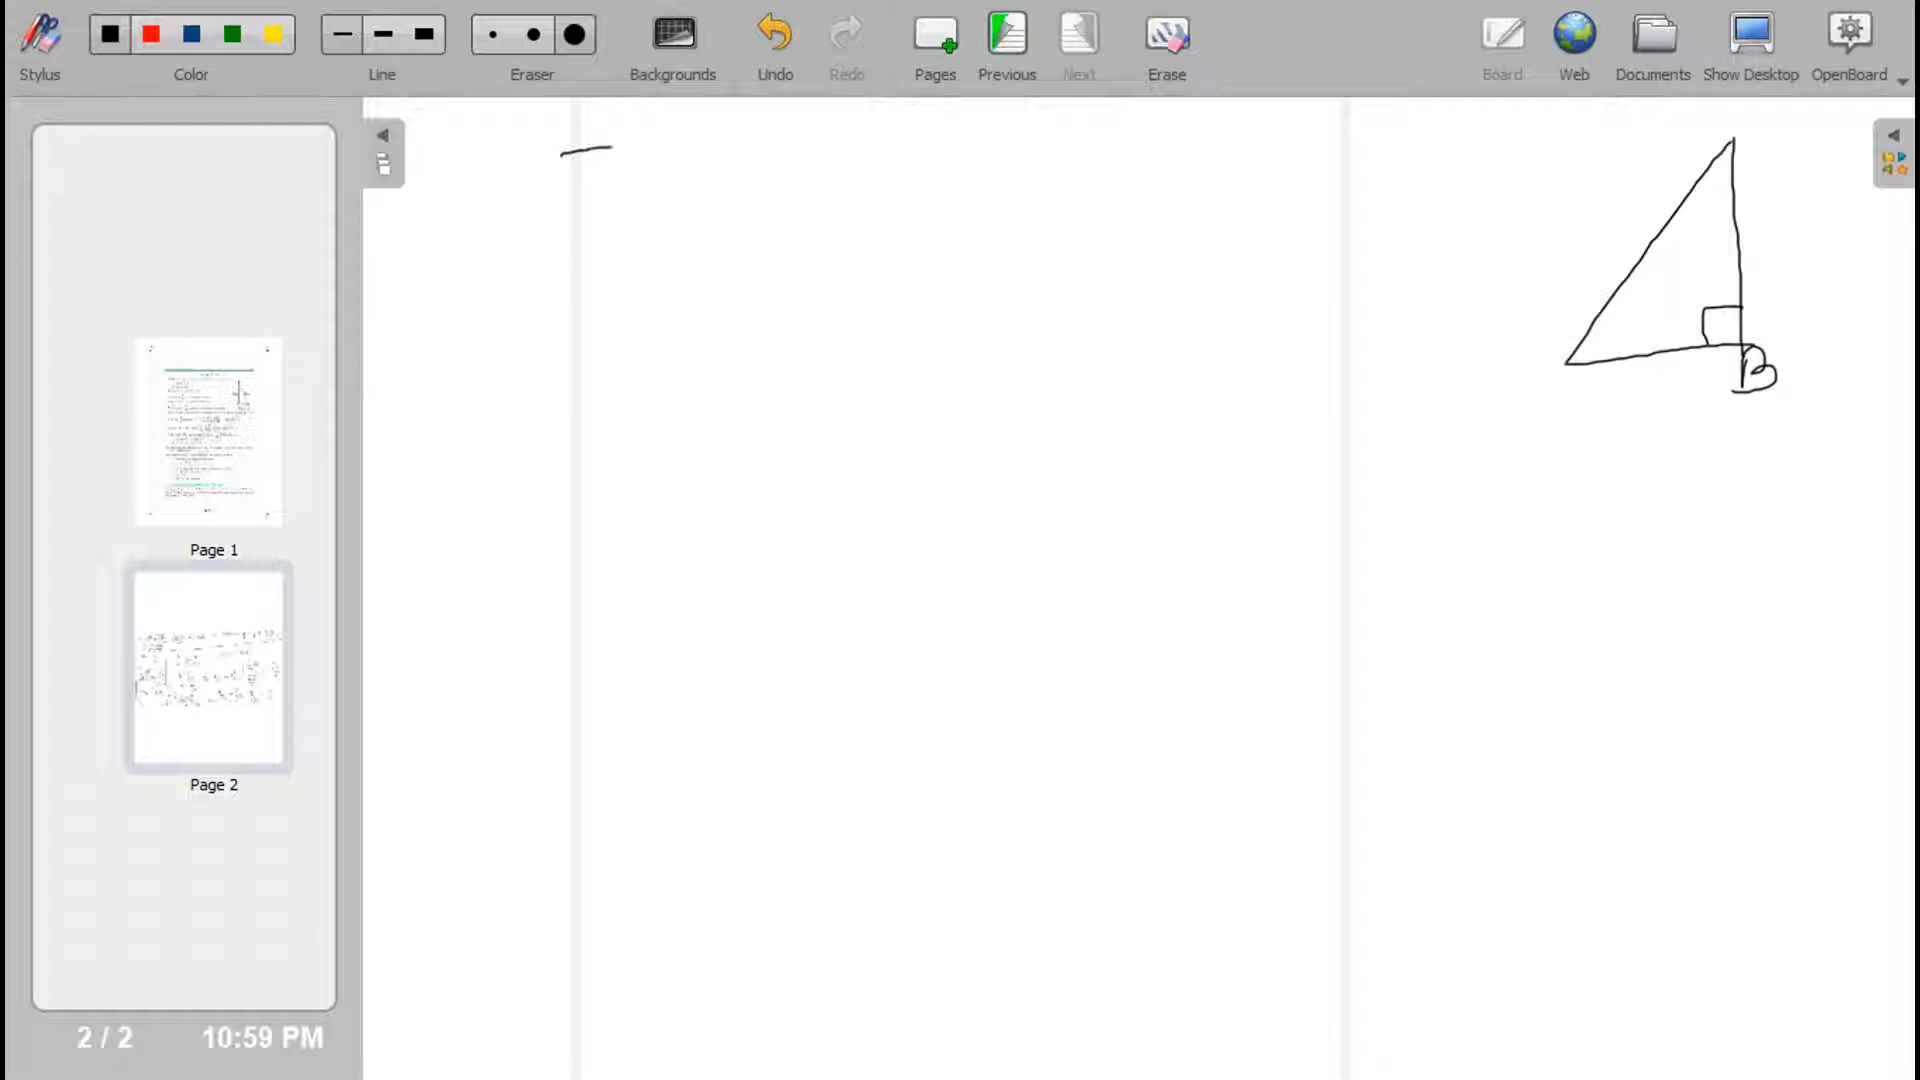 Stylus
Color
Line
Eraser
Backgrounds
Undo
Redo
Pages
Previous
Next
Erase
Board
Web
Documents
Show Desktop
OpenBoard
B
Page 1
Page 2
2 / 2
10:59 PM